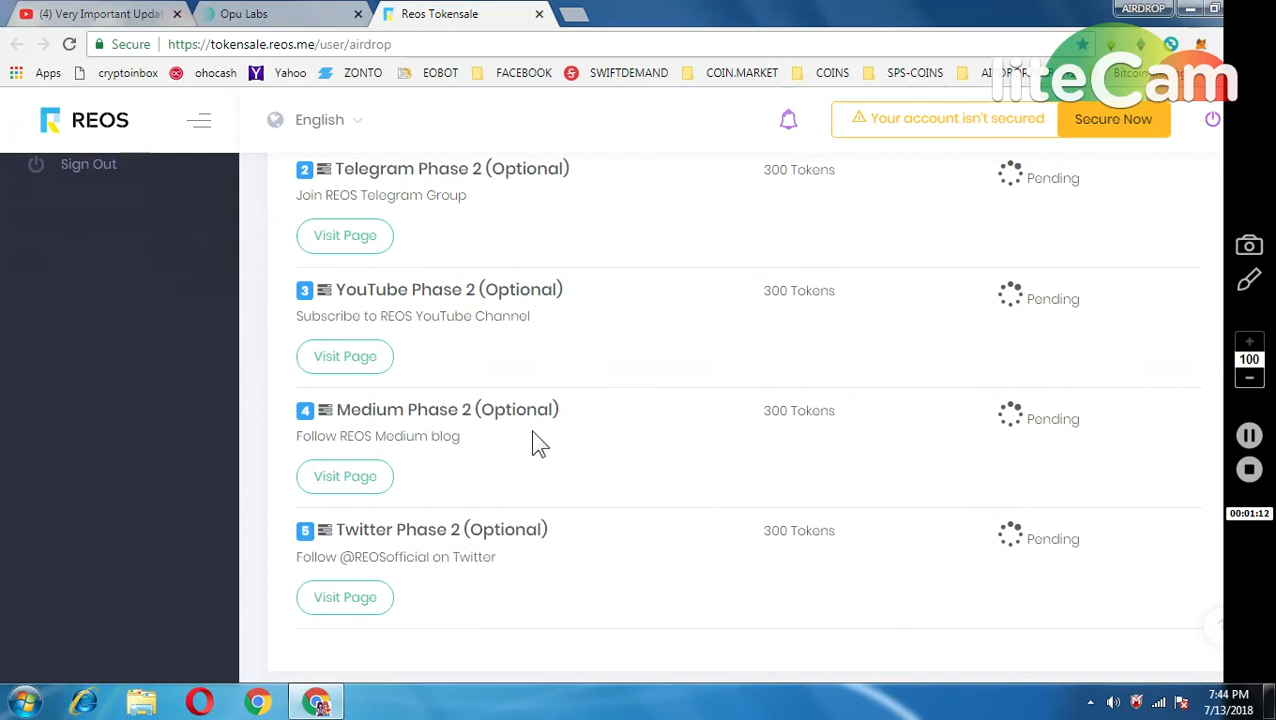 (4) Very Important Updat
Opu Labs
Reos Tokensale
AIRDROP
Secure
https://tokensale.reos.me/user/airdrop
Apps
cryptoinbox
ohocash
Yahoo
ZONTO
EOBOT
FACEBOOK
SWIFTDEMAND
COIN.MARKET
COINS
SPS-COINS
liteCam
REOS
English
Your account isn't secured
Secure Now
Sign Out
2 Telegram Phase 2 (Optional)
300 Tokens
Pending
Join REOS Telegram Group
Visit Page
3 YouTube Phase 2 (Optional)
300 Tokens
Pending
Subscribe to REOS YouTube Channel
Visit Page
4 Medium Phase 2 (Optional)
300 Tokens
Pending
Follow REOS Medium blog
Visit Page
5 Twitter Phase 2 (Optional)
300 Tokens
Pending
Follow @REOSofficial on Twitter
Visit Page
100
00:01:12
7:44 PM
7/13/2018